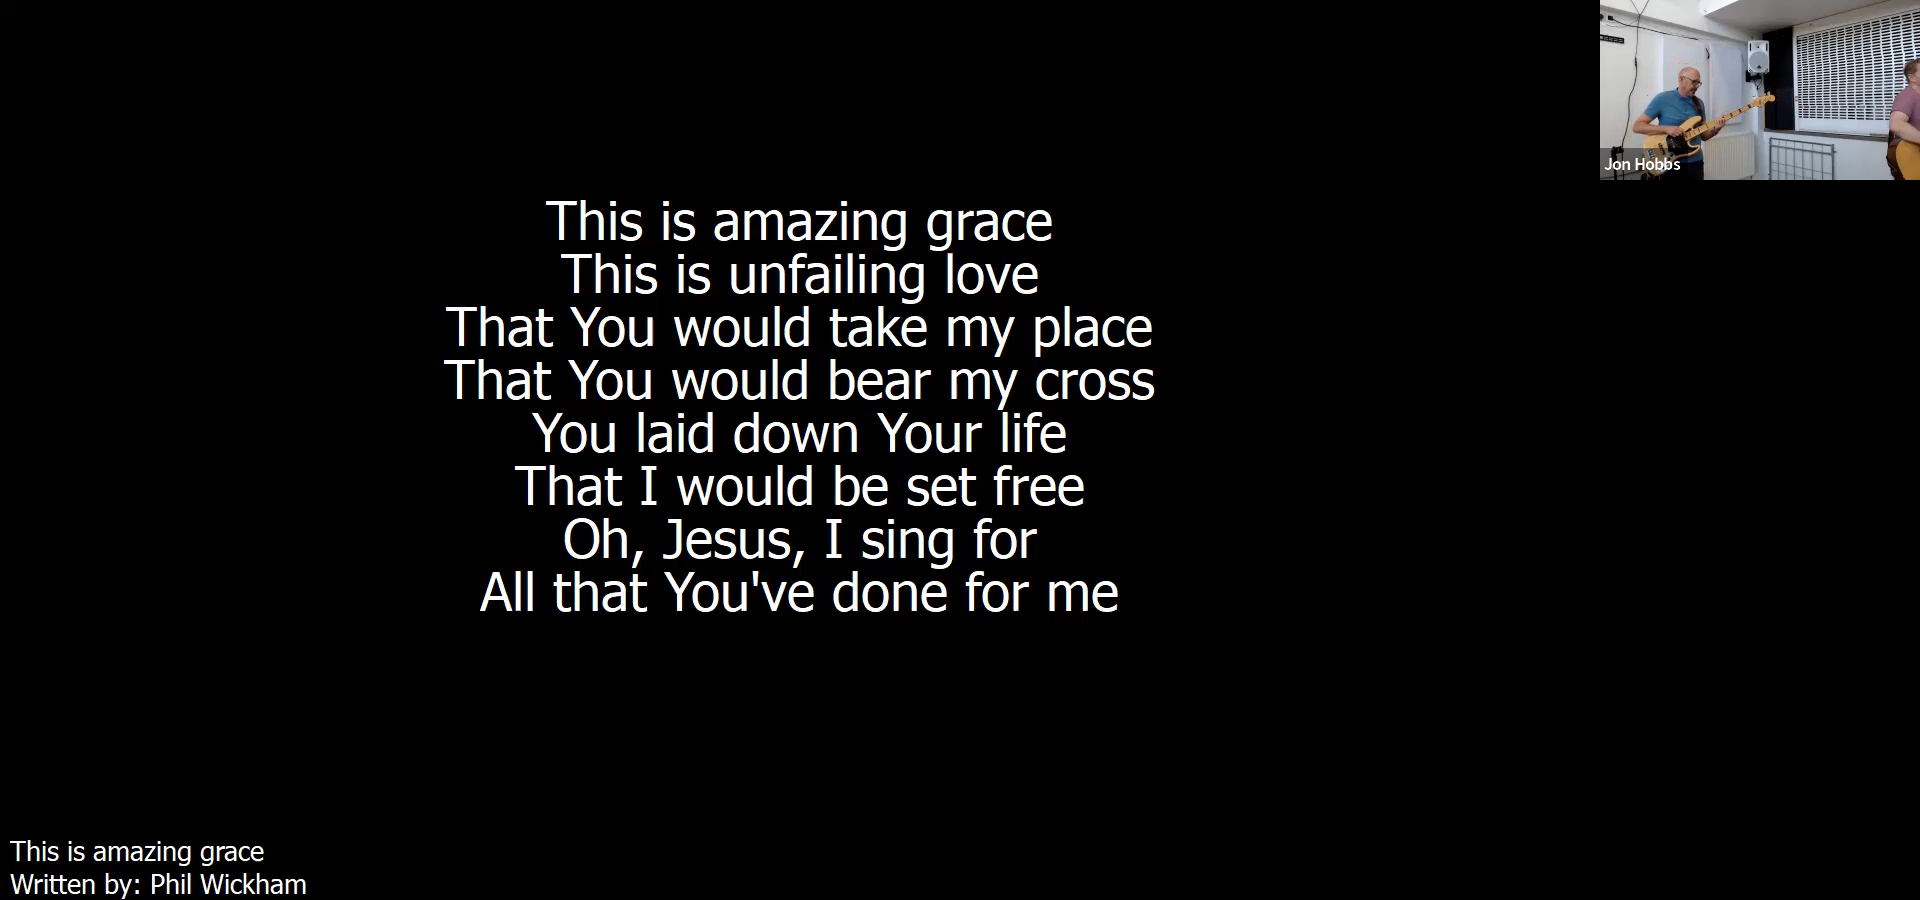 Jon Hobbs
This is amazing grace
This is unfailing love
That You would take my place
That You would bear my cross
You laid down Your life
That I would be set free
Oh, Jesus, I sing for
All that You've done for me
This is amazing grace
Written by: Phil Wickham